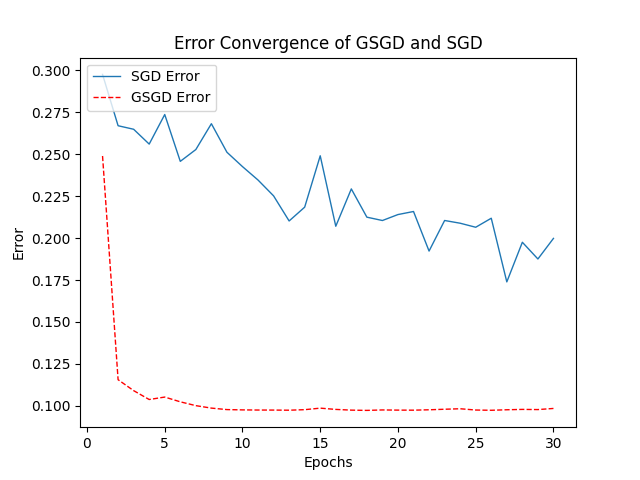 Error Convergence of GSGD and SGD
SGD Error
GSGD Error
Error
0.300
0.275
0.250
0.225
0.200
0.175
0.150
0.125
0.100
0 5 10 15 20 25 30
Epochs